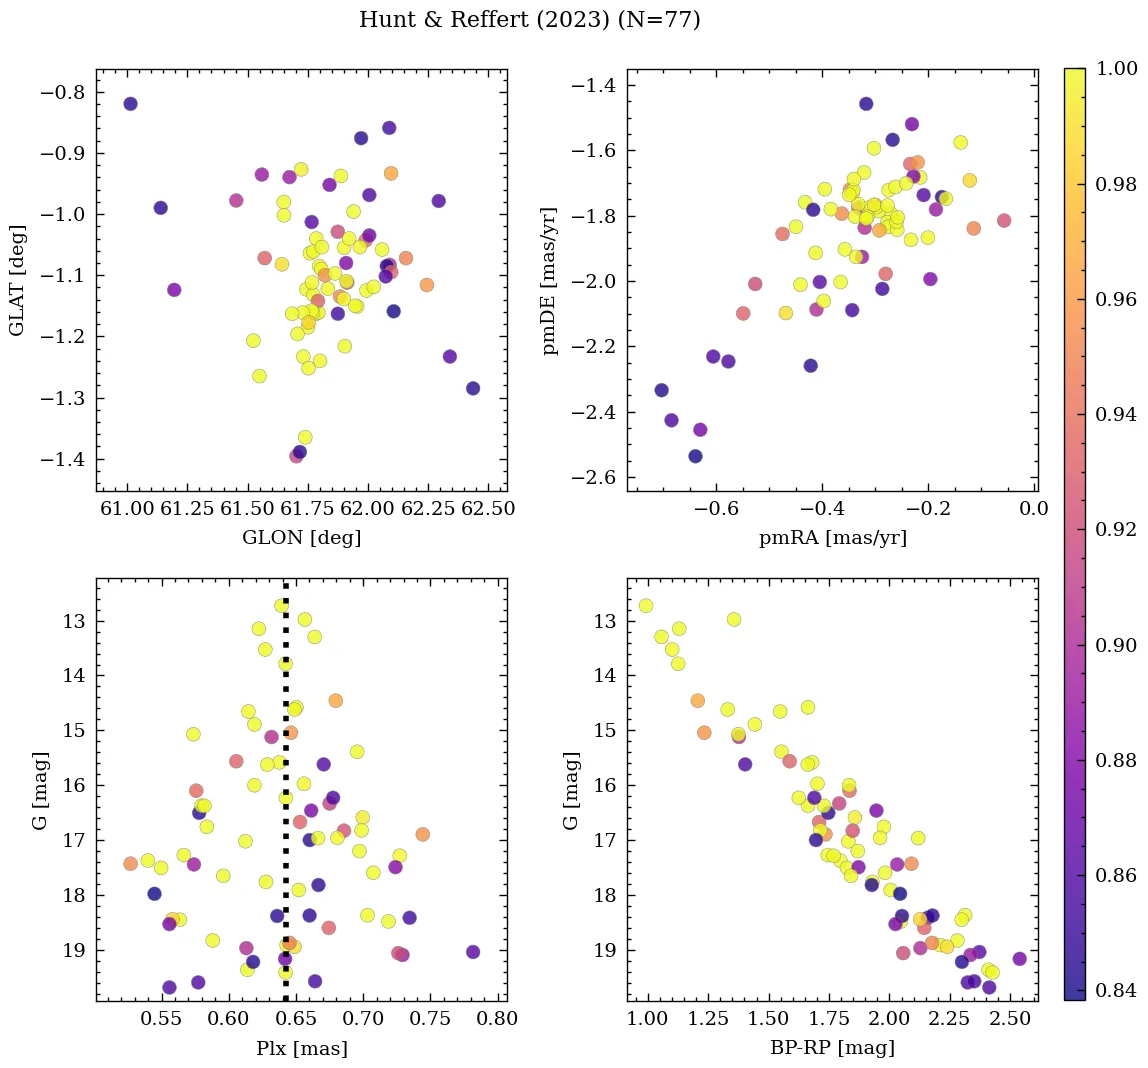 Hunt & Reffert (2023) (N=77)
−0.8
−0.9
−1.0
−1.1
−1.2
−1.3
−1.4
GLAT [deg]
61.00 61.25 61.50 61.75 62.00 62.25 62.50
GLON [deg]
−1.4
−1.6
−1.8
−2.0
−2.2
−2.4
−2.6
pmDE [mas/yr]
−0.6 −0.4 −0.2 0.0
pmRA [mas/yr]
13
14
15
16
17
18
19
G [mag]
0.55 0.60 0.65 0.70 0.75 0.80
Plx [mas]
13
14
15
16
17
18
19
G [mag]
1.00 1.25 1.50 1.75 2.00 2.25 2.50
BP-RP [mag]
1.00
0.98
0.96
0.94
0.92
0.90
0.88
0.86
0.84